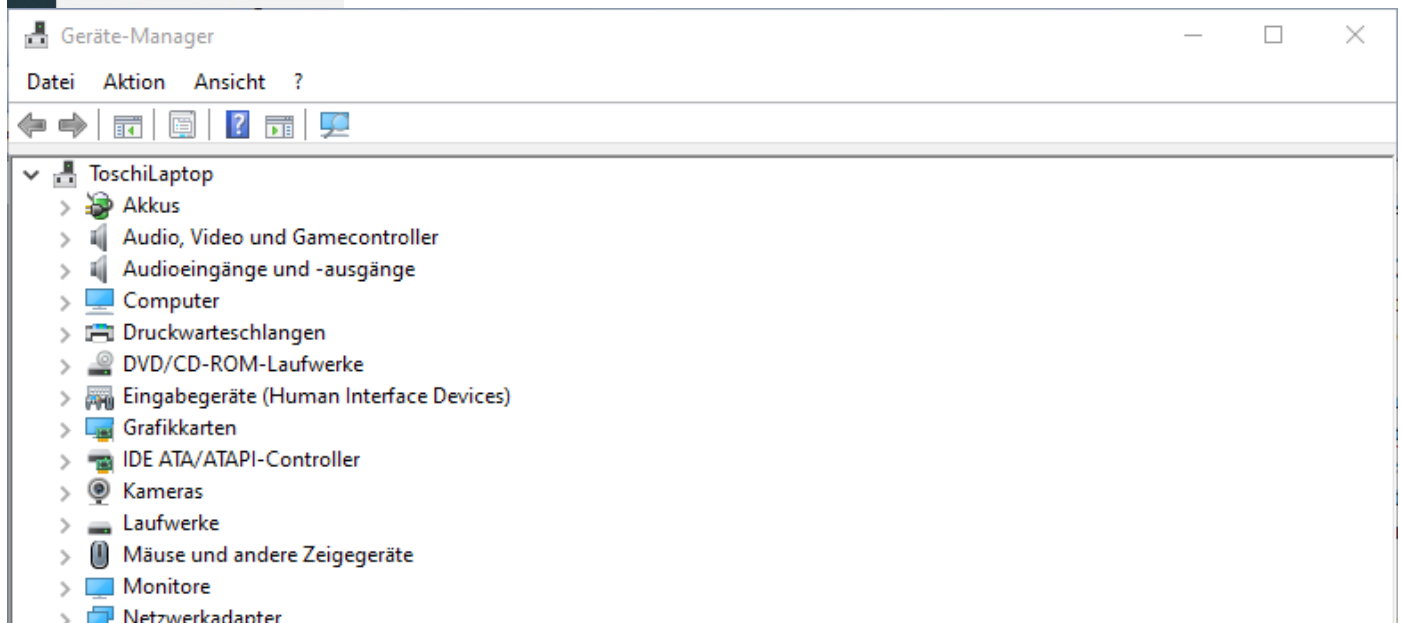 Geräte-Manager
Datei Aktion Ansicht ?
ToschiLaptop
Akkus
Audio, Video und Gamecontroller
Audioeingänge und -ausgänge
Computer
Druckwarteschlangen
DVD/CD-ROM-Laufwerke
Eingabegeräte (Human Interface Devices)
Grafikkarten
IDE ATA/ATAPI-Controller
Kameras
Laufwerke
Mäuse und andere Zeigegeräte
Monitore
Netzwerkadapter